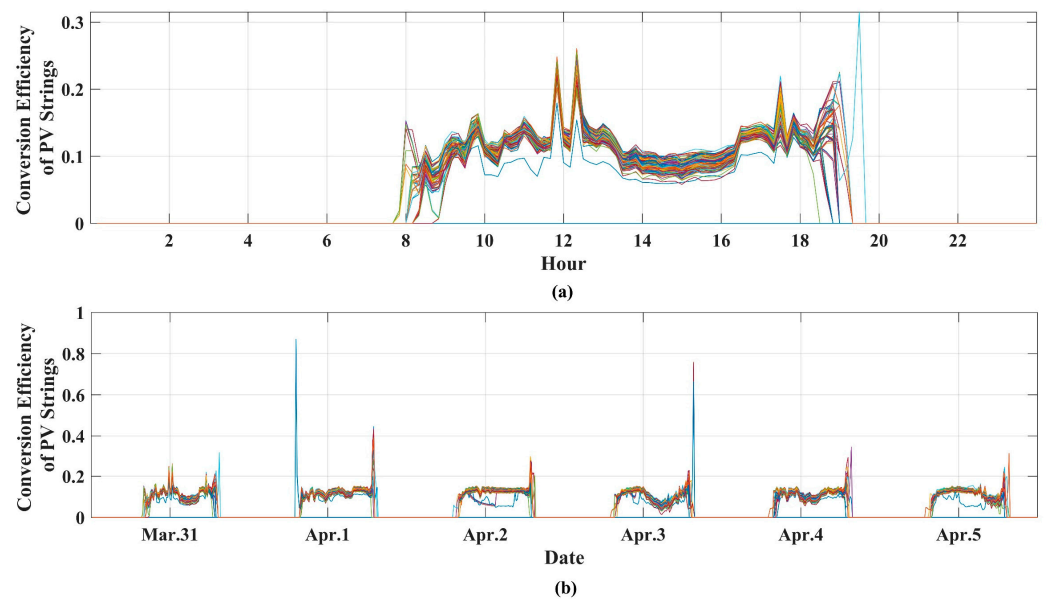 Conversion Efficiency
of PV Strings
0.3
0.2
0.1
0
2 4 6 8 10 12 14 16 18 20 22
Hour
(a)
Conversion Efficiency
of PV Strings
1
0.8
0.6
0.4
0.2
0
Mar.31 Apr.1 Apr.2 Apr.3 Apr.4 Apr.5
Date
(b)